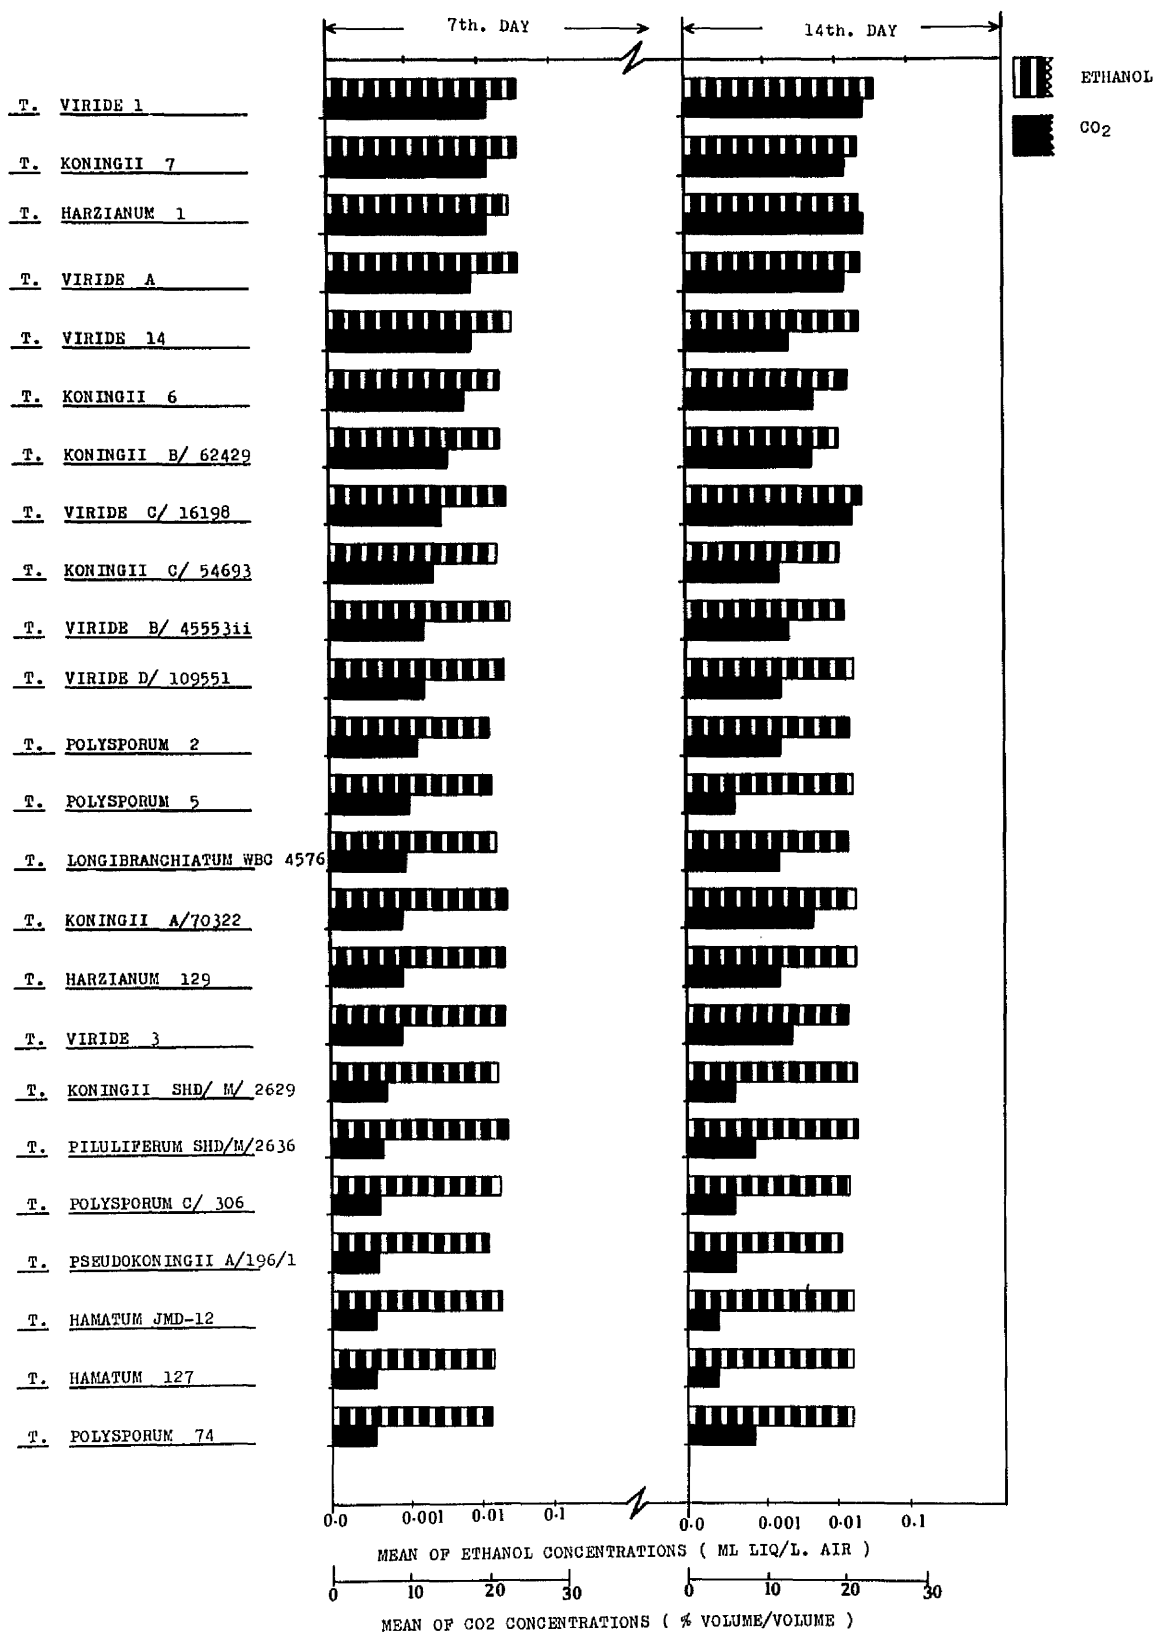 7th. DAY 14th. DAY
ETHANOL
CO2
T. VIRIDE 1
T. KONINGII 7
T. HARZIANUM 1
T. VIRIDE A
T. VIRIDE 14
T. KONINGII 6
T. KONINGII B/ 62429
T. VIRIDE C/ 16198
T. KONINGII C/ 54693
T. VIRIDE B/ 45553ii
T. VIRIDE D/ 109551
T. POLYSPORUM 2
T. POLYSPORUM 5
T. LONGIBRANCHIATUM WBC 4576
T. KONINGII A/70322
T. HARZIANUM 129
T. VIRIDE 3
T. KONINGII SHD/ M/ 2629
T. PILULIFERUM SHD/M/2636
T. POLYSPORUM C/ 306
T. PSEUDOKONINGII A/196/1
T. HAMATUM JMD-12
T. HAMATUM 127
T. POLYSPORUM 74
0·0 0·001 0·01 0·1 0·0 0·001 0·01 0·1
MEAN OF ETHANOL CONCENTRATIONS ( ML LIQ/L. AIR )
0 10 20 30 0 10 20 30
MEAN OF CO2 CONCENTRATIONS ( % VOLUME/VOLUME )